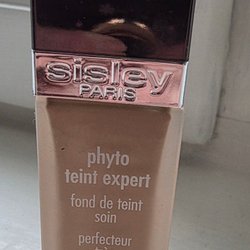 sisley
PARIS
phyto
teint expert
fond de teint
soin
perfecteur